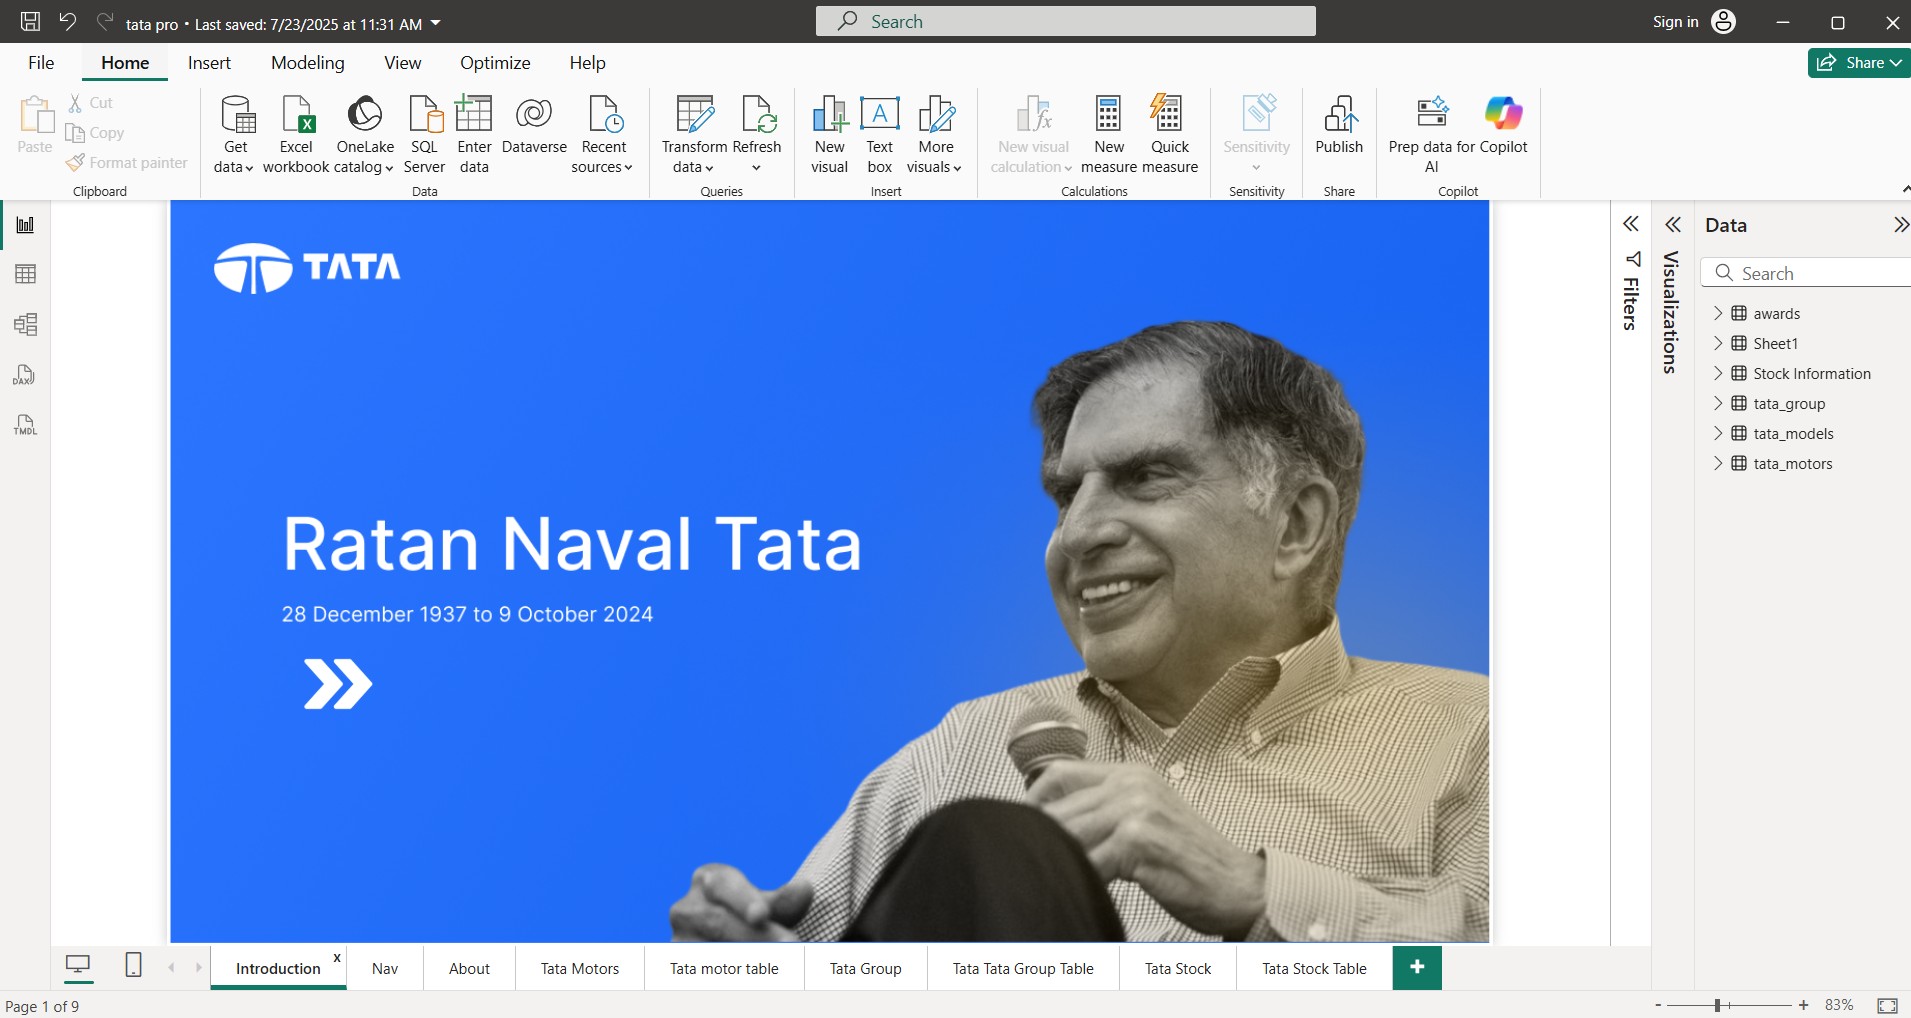 tata pro • Last saved: 7/23/2025 at 11:31 AM
Search
Sign in
File
Home
Insert
Modeling
View
Optimize
Help
Share
Paste
Cut
Copy
Format painter
Clipboard
Get
data
Excel
workbook
OneLake
catalog
SQL
Server
Enter
data
Dataverse
Recent
sources
Data
Transform
data
Refresh
Queries
New
visual
A
Text
box
More
visuals
Insert
fx
New visual
calculation
New
measure
Quick
measure
Calculations
Sensitivity
Sensitivity
Publish
Share
Prep data for
AI
Copilot
Copilot
DAX
TMDL
TATA
Ratan Naval Tata
28 December 1937 to 9 October 2024
Filters
Visualizations
Data
Search
awards
Sheet1
Stock Information
tata_group
tata_models
tata_motors
Introduction
x
Nav
About
Tata Motors
Tata motor table
Tata Group
Tata Tata Group Table
Tata Stock
Tata Stock Table
+
Page 1 of 9
- + 83%